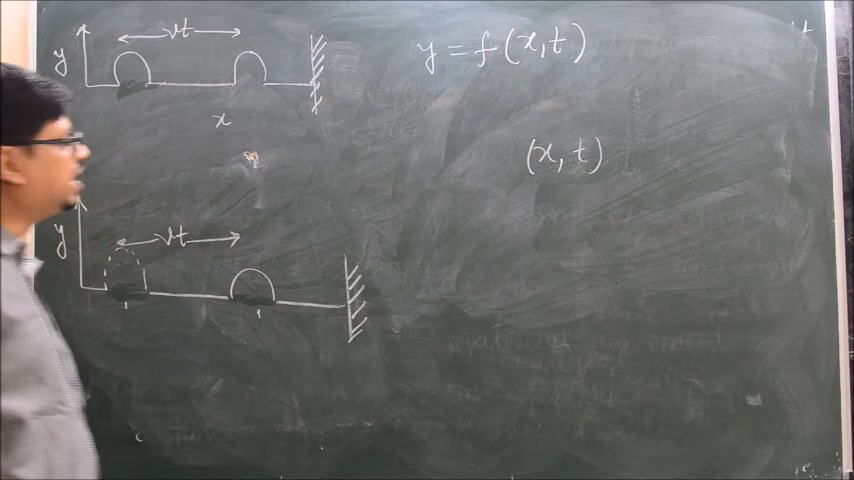 vt
y
y = f(x,t)
x
(x, t)
vt
y